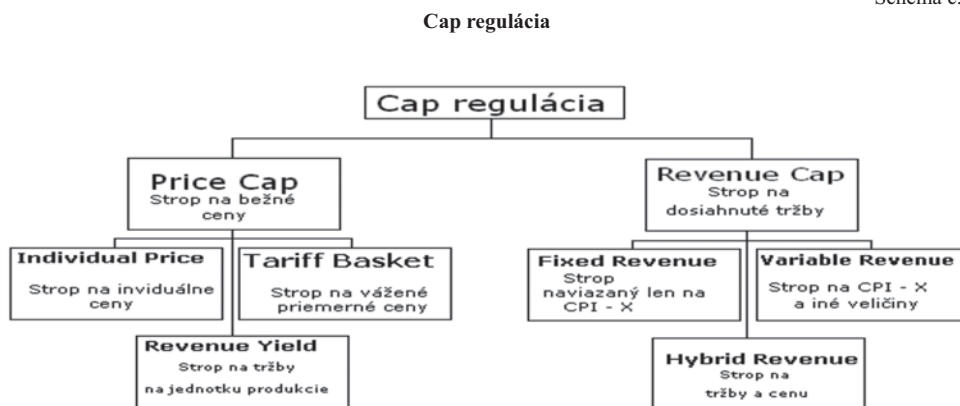 Cap regulácia
Cap regulácia
Price Cap
Strop na bežné
ceny
Revenue Cap
Strop na
dosiahnuté tržby
Individual Price
Strop na inviduálne
ceny
Tariff Basket
Strop na vážené
priemerné ceny
Fixed Revenue
Strop
naviazaný len na
CPI - X
Variable Revenue
Strop na CPI - X
a iné veličiny
Revenue Yield
Strop na tržby
na jednotku produkcie
Hybrid Revenue
Strop na
tržby a cenu